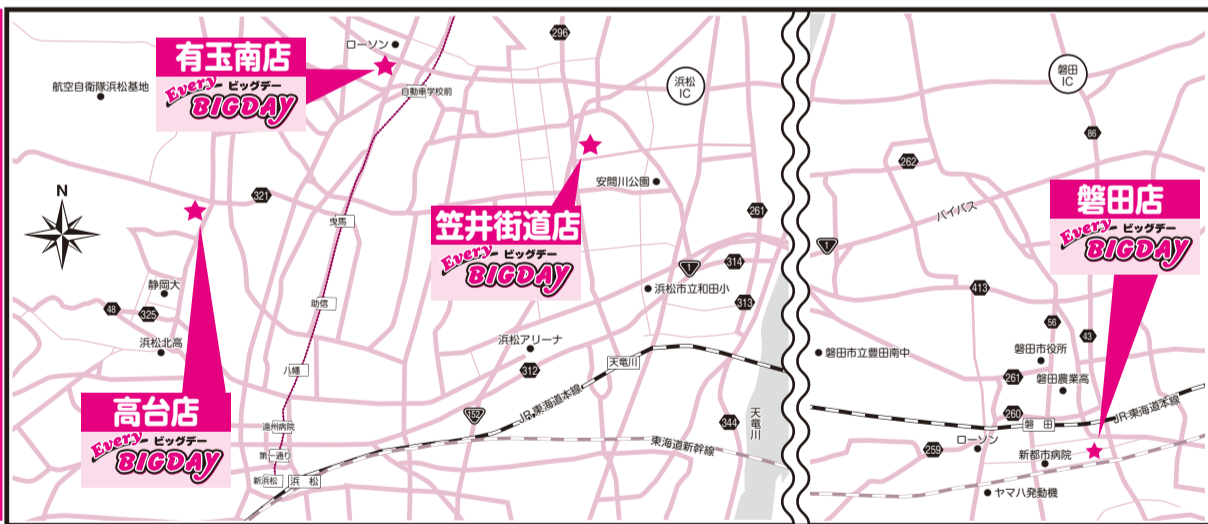 有玉南店
Every ビッグデー
BIGDAY
ローソン
航空自衛隊浜松基地
自動車学校前
296
浜松
IC
N
321
曳馬
笠井街道店
Every ビッグデー
BIGDAY
安間川公園
261
314
1
313
浜松市立和田小
静岡大
48
325
浜松北高
助信
八幡
浜松アリーナ
312
天竜川
JR東海道本線
152
高台店
Every ビッグデー
BIGDAY
遠州病院
第一通り
新浜松
浜松
東海道新幹線
344
天竜川
磐田
IC
86
262
バイパス
1
磐田店
Every ビッグデー
BIGDAY
413
56
43
磐田市役所
磐田市立豊田南中
261
磐田農業高
260
磐田
JR東海道本線
ローソン
259
新都市病院
ヤマハ発動機